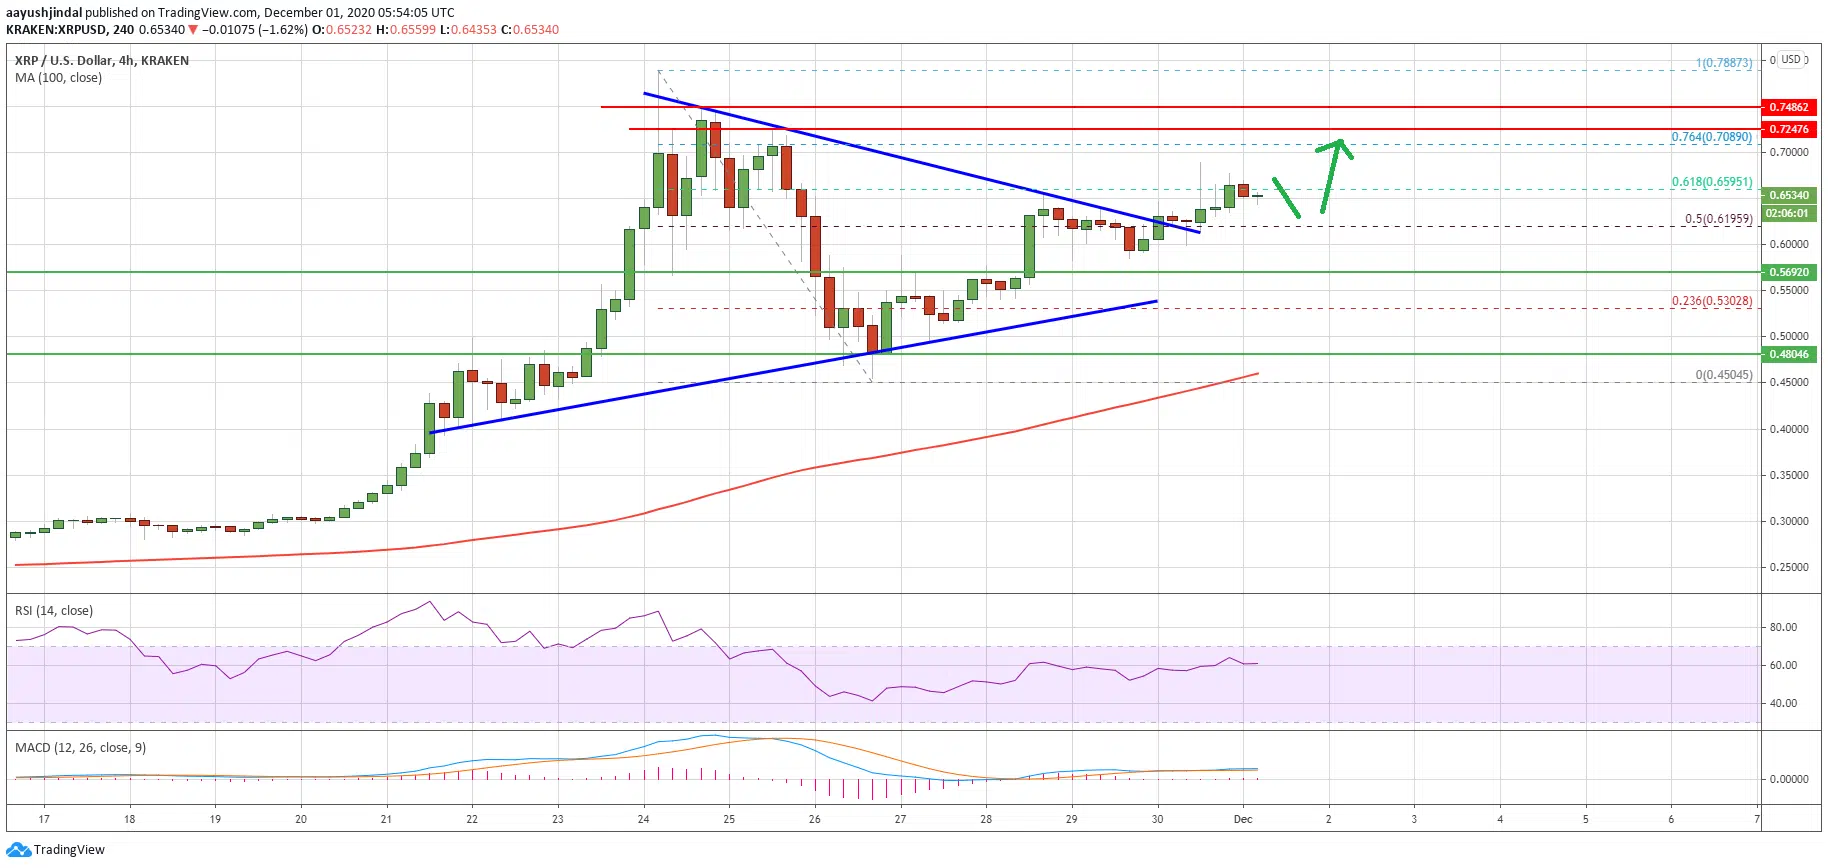 aayushjindal published on TradingView.com, December 01, 2020 05:54:05 UTC
KRAKEN:XRPUSD, 240 0.65340 ▼ −0.01075 (−1.62%) O:0.65232 H:0.65599 L:0.64353 C:0.65340
XRP / U.S. Dollar, 4h, KRAKEN
MA (100, close)
USD
1(0.78873)
0.74862
0.72476
0.764(0.70890)
0.70000
0.618(0.65951)
0.65340
02:06:01
0.5(0.61959)
0.60000
0.56920
0.55000
0.236(0.53028)
0.50000
0.48046
0(0.45045)
0.45000
0.40000
0.35000
0.30000
0.25000
RSI (14, close)
80.00
60.00
40.00
MACD (12, 26, close, 9)
0.00000
17 18 19 20 21 22 23 24 25 26 27 28 29 30 Dec 2 3 4 5 6 7
TradingView